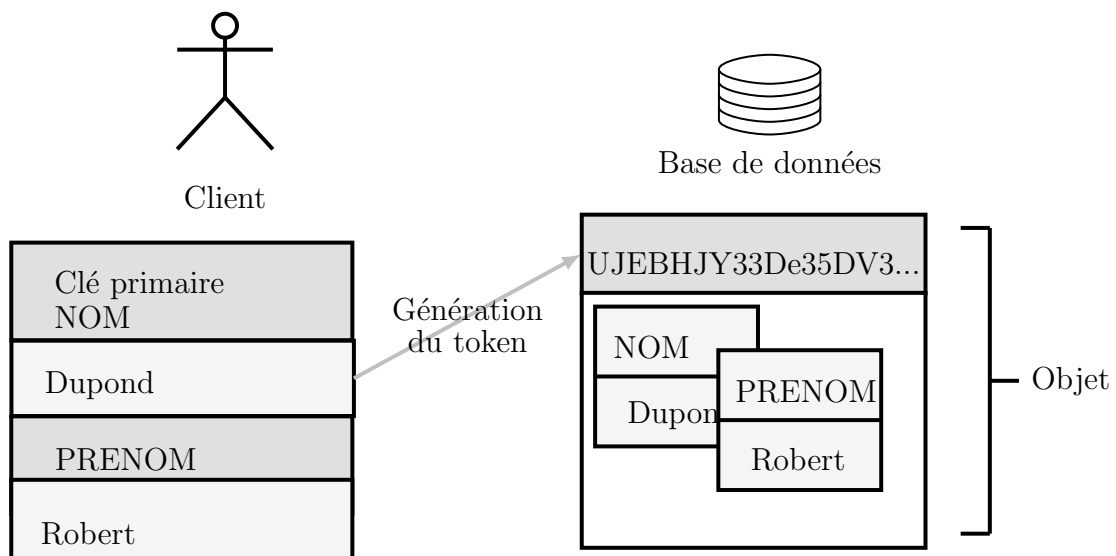 Client
Base de données
Clé primaire
NOM
Dupond
PRENOM
Robert
Génération
du token
UJEBHJY33De35DV3...
NOM
Dupon
PRENOM
Robert
Objet